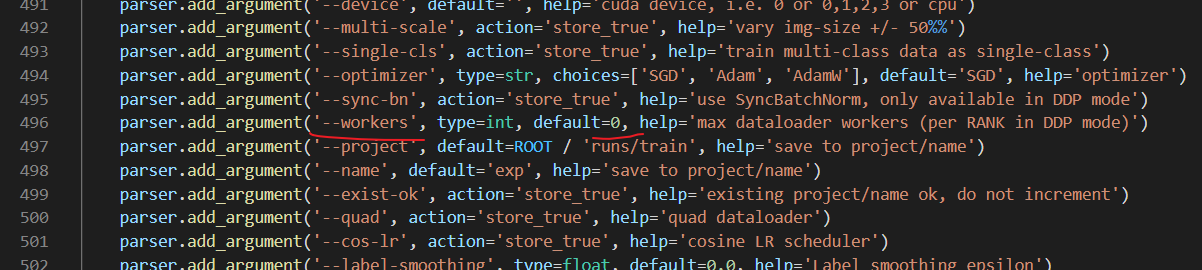 491 parser.add_argument('--device', default='', help='cuda device, i.e. 0 or 0,1,2,3 or cpu')
492 parser.add_argument('--multi-scale', action='store_true', help='vary img-size +/- 50%%')
493 parser.add_argument('--single-cls', action='store_true', help='train multi-class data as single-class')
494 parser.add_argument('--optimizer', type=str, choices=['SGD', 'Adam', 'AdamW'], default='SGD', help='optimizer')
495 parser.add_argument('--sync-bn', action='store_true', help='use SyncBatchNorm, only available in DDP mode')
496 parser.add_argument('--workers', type=int, default=0, help='max dataloader workers (per RANK in DDP mode)')
497 parser.add_argument('--project', default=ROOT / 'runs/train', help='save to project/name')
498 parser.add_argument('--name', default='exp', help='save to project/name')
499 parser.add_argument('--exist-ok', action='store_true', help='existing project/name ok, do not increment')
500 parser.add_argument('--quad', action='store_true', help='quad dataloader')
501 parser.add_argument('--cos-lr', action='store_true', help='cosine LR scheduler')
502 parser.add_argument('--label-smoothing', type=float, default=0.0, help='Label smoothing epsilon')